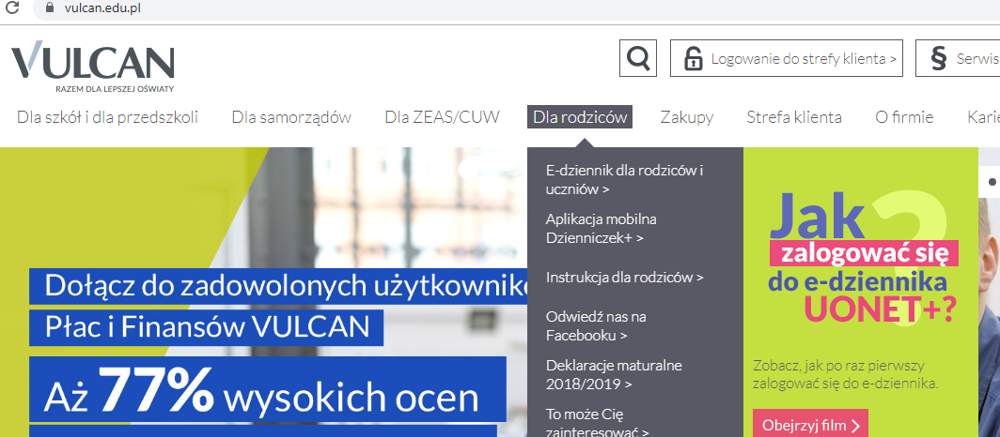 vulcan.edu.pl
VULCAN
RAZEM DLA LEPSZEJ OŚWIATY
Logowanie do strefy klienta >
§ Serwis
Dla szkół i dla przedszkoli
Dla samorządów
Dla ZEAS/CUW
Dla rodziców
Zakupy
Strefa klienta
O firmie
Dołącz do zadowolonych użytkownikó
Płac i Finansów VULCAN
Aż 77% wysokich ocen
E-dziennik dla rodziców i
uczniów >
Aplikacja mobilna
Dzienniczek+ >
Instrukcja dla rodziców >
Odwiedź nas na
Facebooku >
Deklaracje maturalne
2018/2019 >
To może Cię
zainteresować >
?
Jak
zalogować się
do e-dziennika
UONET+?
Zobacz, jak po raz pierwszy
zalogować się do e-dziennika.
Obejrzyj film >